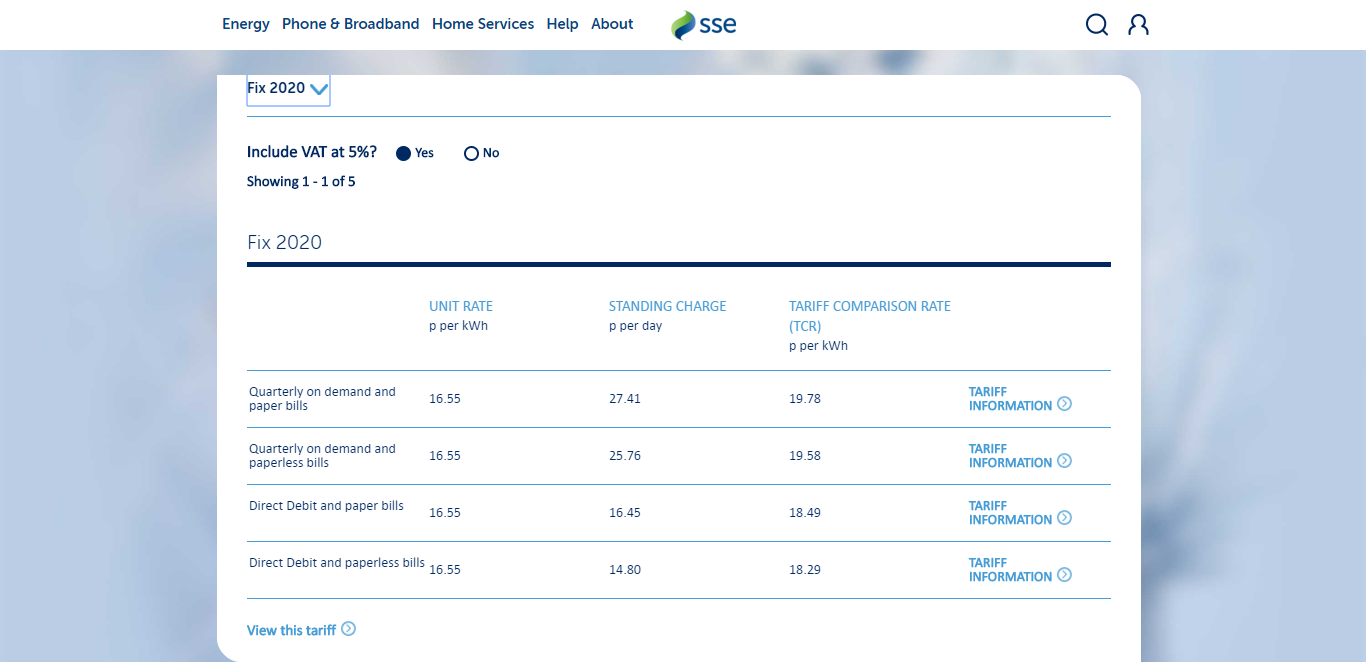 Energy Phone & Broadband Home Services Help About sse
Fix 2020
Include VAT at 5%? Yes No
Showing 1 - 1 of 5
Fix 2020
UNIT RATE STANDING CHARGE TARIFF COMPARISON RATE
p per kWh p per day (TCR)
p per kWh
Quarterly on demand and TARIFF
paper bills 16.55 27.41 19.78 INFORMATION
Quarterly on demand and TARIFF
paperless bills 16.55 25.76 19.58 INFORMATION
Direct Debit and paper bills TARIFF
16.55 16.45 18.49 INFORMATION
Direct Debit and paperless bills TARIFF
16.55 14.80 18.29 INFORMATION
View this tariff